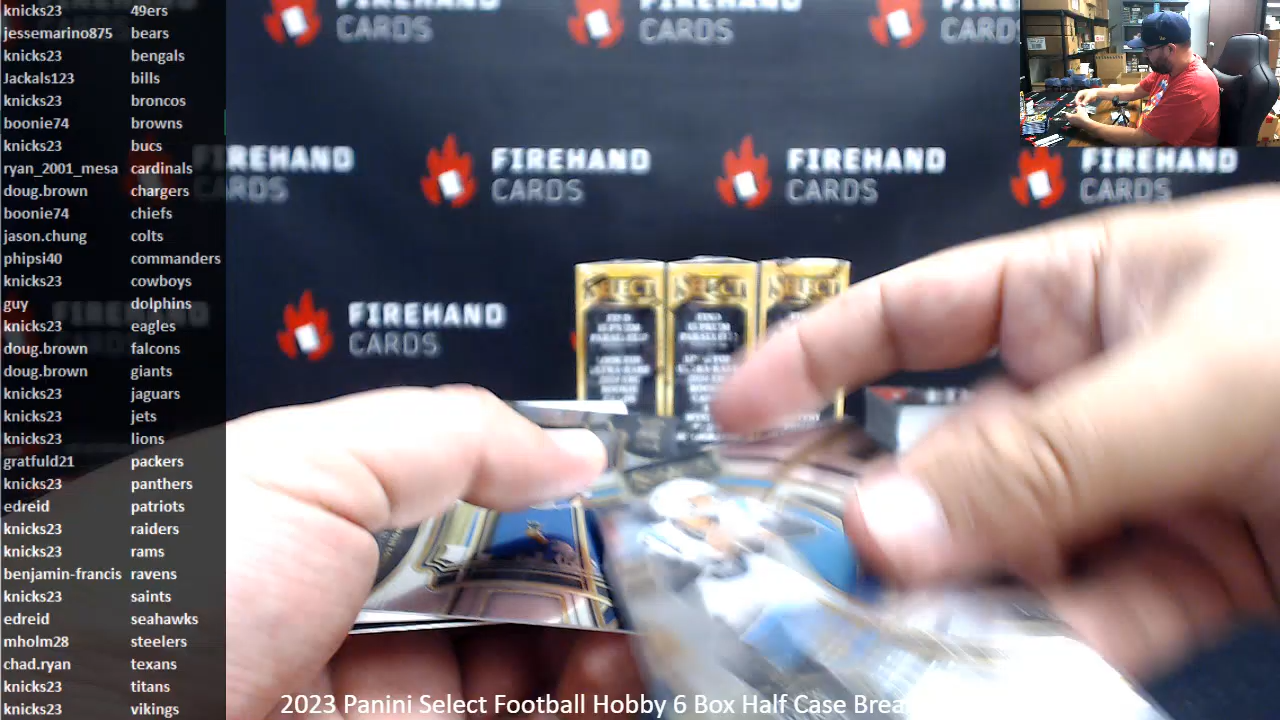 knicks23 49ers
jessemarino875 bears
knicks23 bengals
Jackals123 bills
knicks23 broncos
boonie74 browns
knicks23 bucs
ryan_2001_mesa cardinals
doug.brown chargers
boonie74 chiefs
jason.chung colts
phipsi40 commanders
knicks23 cowboys
guy dolphins
knicks23 eagles
doug.brown falcons
doug.brown giants
knicks23 jaguars
knicks23 jets
knicks23 lions
gratfuld21 packers
knicks23 panthers
edreid patriots
knicks23 raiders
knicks23 rams
benjamin-francis ravens
knicks23 saints
edreid seahawks
mholm28 steelers
chad.ryan texans
knicks23 titans
knicks23 vikings
FIREHAND
CARDS
FIREHAND
CARDS
CARDS
FIREHAND
CARDS
FIREHAND
CARDS
FIREHAND
CARDS
FIREHAND
CARDS
FIREHAND
CARDS
SELECT
SELECT
SELECT
2023 Panini Select Football Hobby 6 Box Half Case Brea